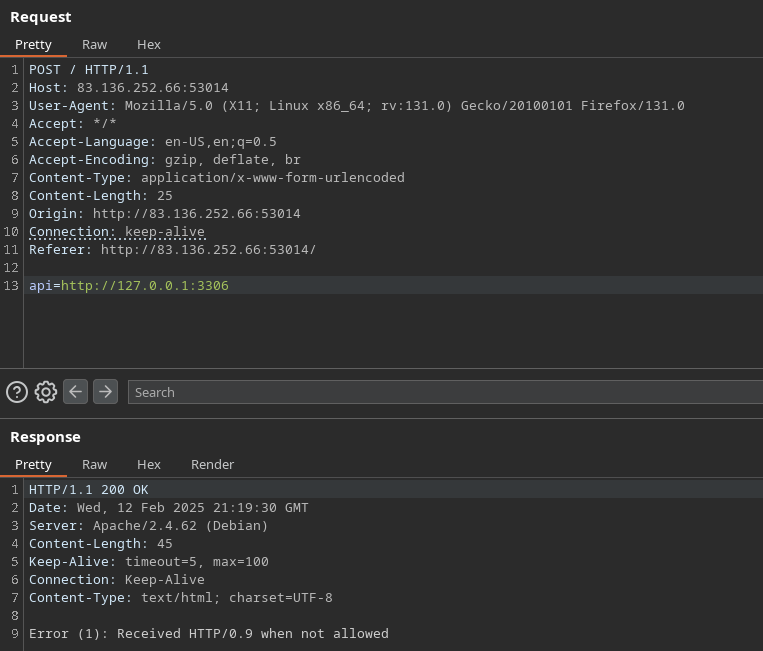 Request
Pretty Raw Hex
1 POST / HTTP/1.1
2 Host: 83.136.252.66:53014
3 User-Agent: Mozilla/5.0 (X11; Linux x86_64; rv:131.0) Gecko/20100101 Firefox/131.0
4 Accept: */*
5 Accept-Language: en-US,en;q=0.5
6 Accept-Encoding: gzip, deflate, br
7 Content-Type: application/x-www-form-urlencoded
8 Content-Length: 25
9 Origin: http://83.136.252.66:53014
10 Connection: keep-alive
11 Referer: http://83.136.252.66:53014/
12
13 api=http://127.0.0.1:3306
Search
Response
Pretty Raw Hex Render
1 HTTP/1.1 200 OK
2 Date: Wed, 12 Feb 2025 21:19:30 GMT
3 Server: Apache/2.4.62 (Debian)
4 Content-Length: 45
5 Keep-Alive: timeout=5, max=100
6 Connection: Keep-Alive
7 Content-Type: text/html; charset=UTF-8
8
9 Error (1): Received HTTP/0.9 when not allowed